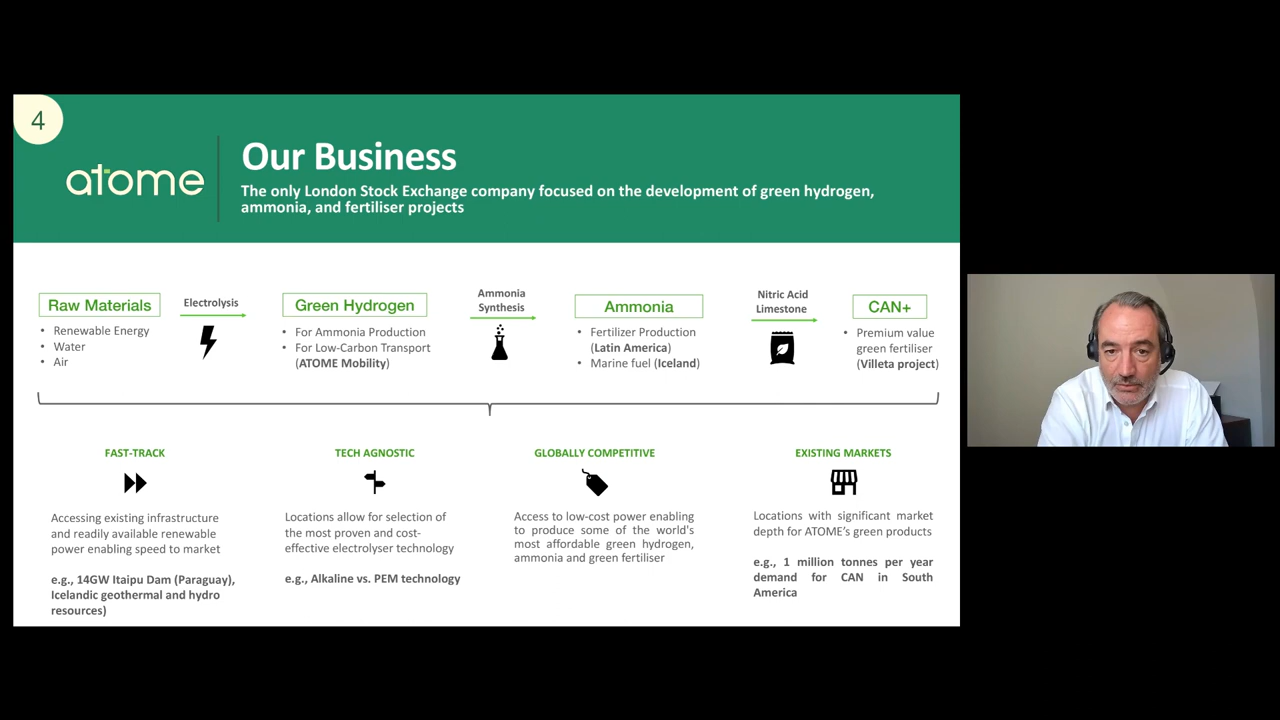 4
atome
Our Business
The only London Stock Exchange company focused on the development of green hydrogen,
ammonia, and fertiliser projects
Raw Materials
• Renewable Energy
• Water
• Air
Electrolysis
Green Hydrogen
• For Ammonia Production
• For Low-Carbon Transport
(ATOME Mobility)
Ammonia
Synthesis
Ammonia
• Fertilizer Production
(Latin America)
• Marine fuel (Iceland)
Nitric Acid
Limestone
CAN+
• Premium value
green fertiliser
(Villeta project)
FAST-TRACK
Accessing existing infrastructure
and readily available renewable
power enabling speed to market
e.g., 14GW Itaipu Dam (Paraguay),
Icelandic geothermal and hydro
resources)
TECH AGNOSTIC
Locations allow for selection of
the most proven and cost-
effective electrolyser technology
e.g., Alkaline vs. PEM technology
GLOBALLY COMPETITIVE
Access to low-cost power enabling
to produce some of the world's
most affordable green hydrogen,
ammonia and green fertiliser
EXISTING MARKETS
Locations with significant market
depth for ATOME's green products
e.g., 1 million tonnes per year
demand for CAN in South
America